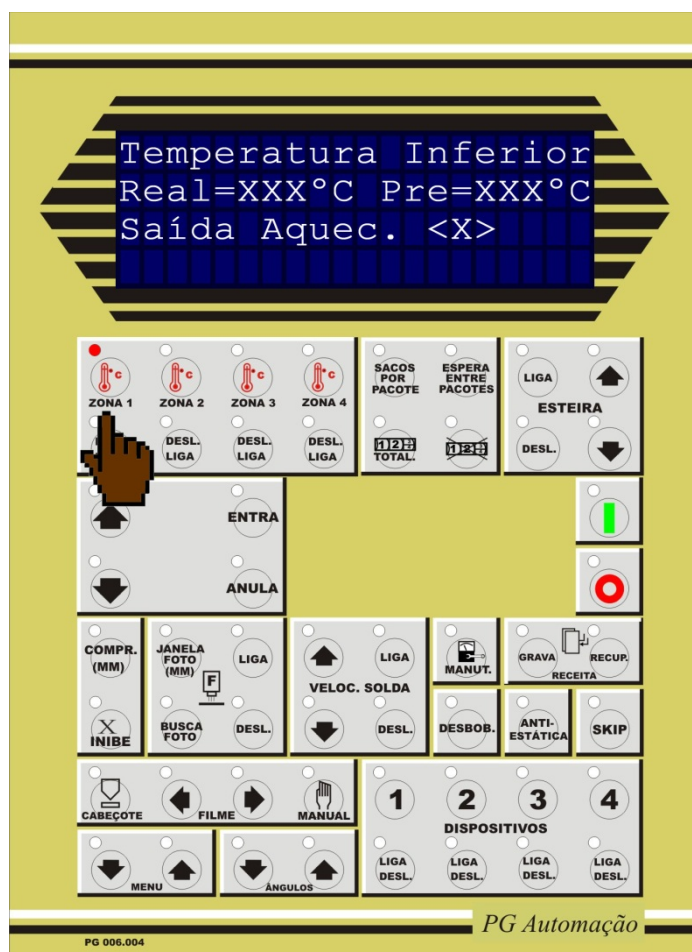 Temperatura Inferior
Real=XXXºC Pre=XXXºC
Saída Aquec. <X>
°C °C °C °C
ZONA 1 ZONA 2 ZONA 3 ZONA 4
DESL. LIGA
DESL. LIGA
DESL. LIGA
SACOS POR PACOTE
ESPERA ENTRE PACOTES
TOTAL.
LIGA
ESTEIRA
DESL.
ENTRA
ANULA
COMPR. (MM)
X
INIBE
JANELA FOTO (MM)
LIGA
F
BUSCA FOTO
DESL.
LIGA
VELOC. SOLDA
DESL.
MANUT.
GRAVA RECUP.
RECEITA
DESBOB.
ANTI-ESTÁTICA
SKIP
CABEÇOTE
FILME
MANUAL
MENU
ÂNGULOS
1 2 3 4
DISPOSITIVOS
LIGA DESL.
LIGA DESL.
LIGA DESL.
LIGA DESL.
PG Automação
PG 006.004